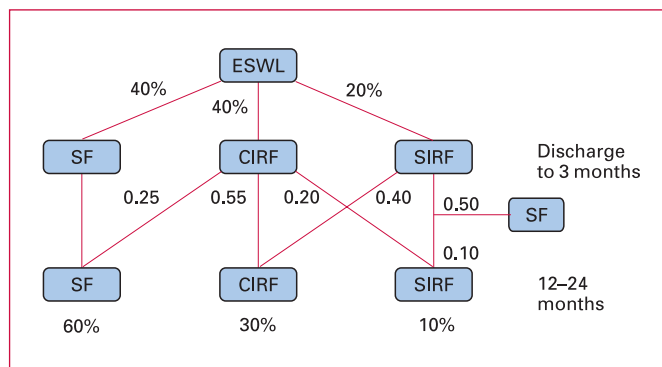 ESWL
40%
40%
20%
SF
CIRF
SIRF
Discharge
to 3 months
0.25
0.55
0.20
0.40
0.50
SF
0.10
SF
CIRF
SIRF
12–24
months
60%
30%
10%